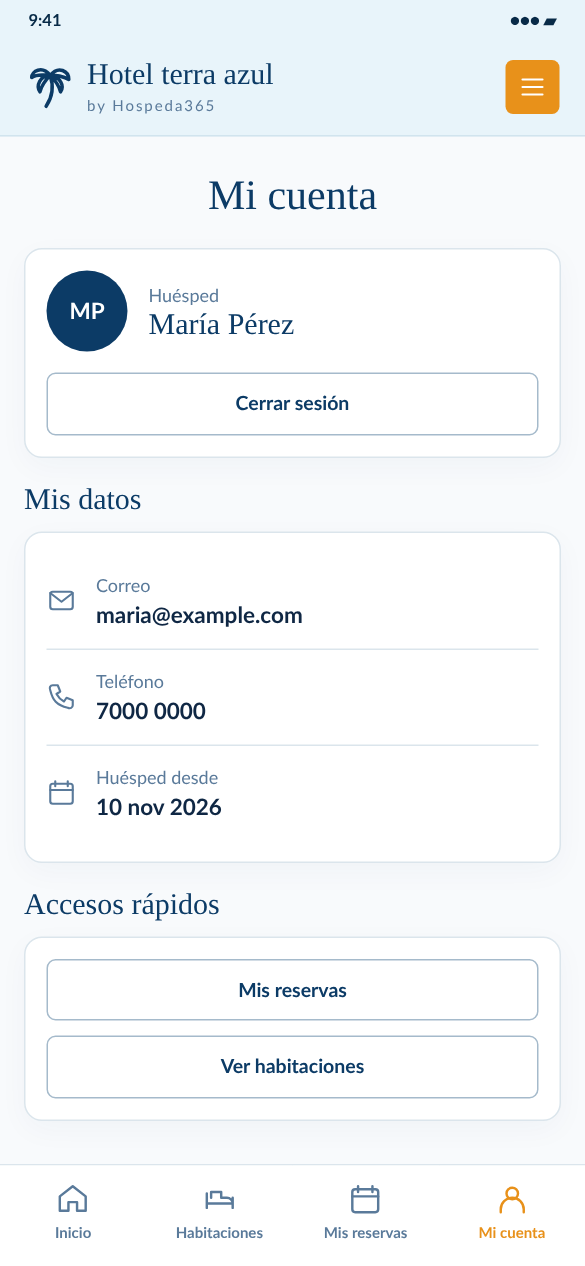 9:41
Hotel terra azul
by Hospeda365
Mi cuenta
MP
Huésped
María Pérez
Cerrar sesión
Mis datos
Correo
maria@example.com
Teléfono
7000 0000
Huésped desde
10 nov 2026
Accesos rápidos
Mis reservas
Ver habitaciones
Inicio
Habitaciones
Mis reservas
Mi cuenta